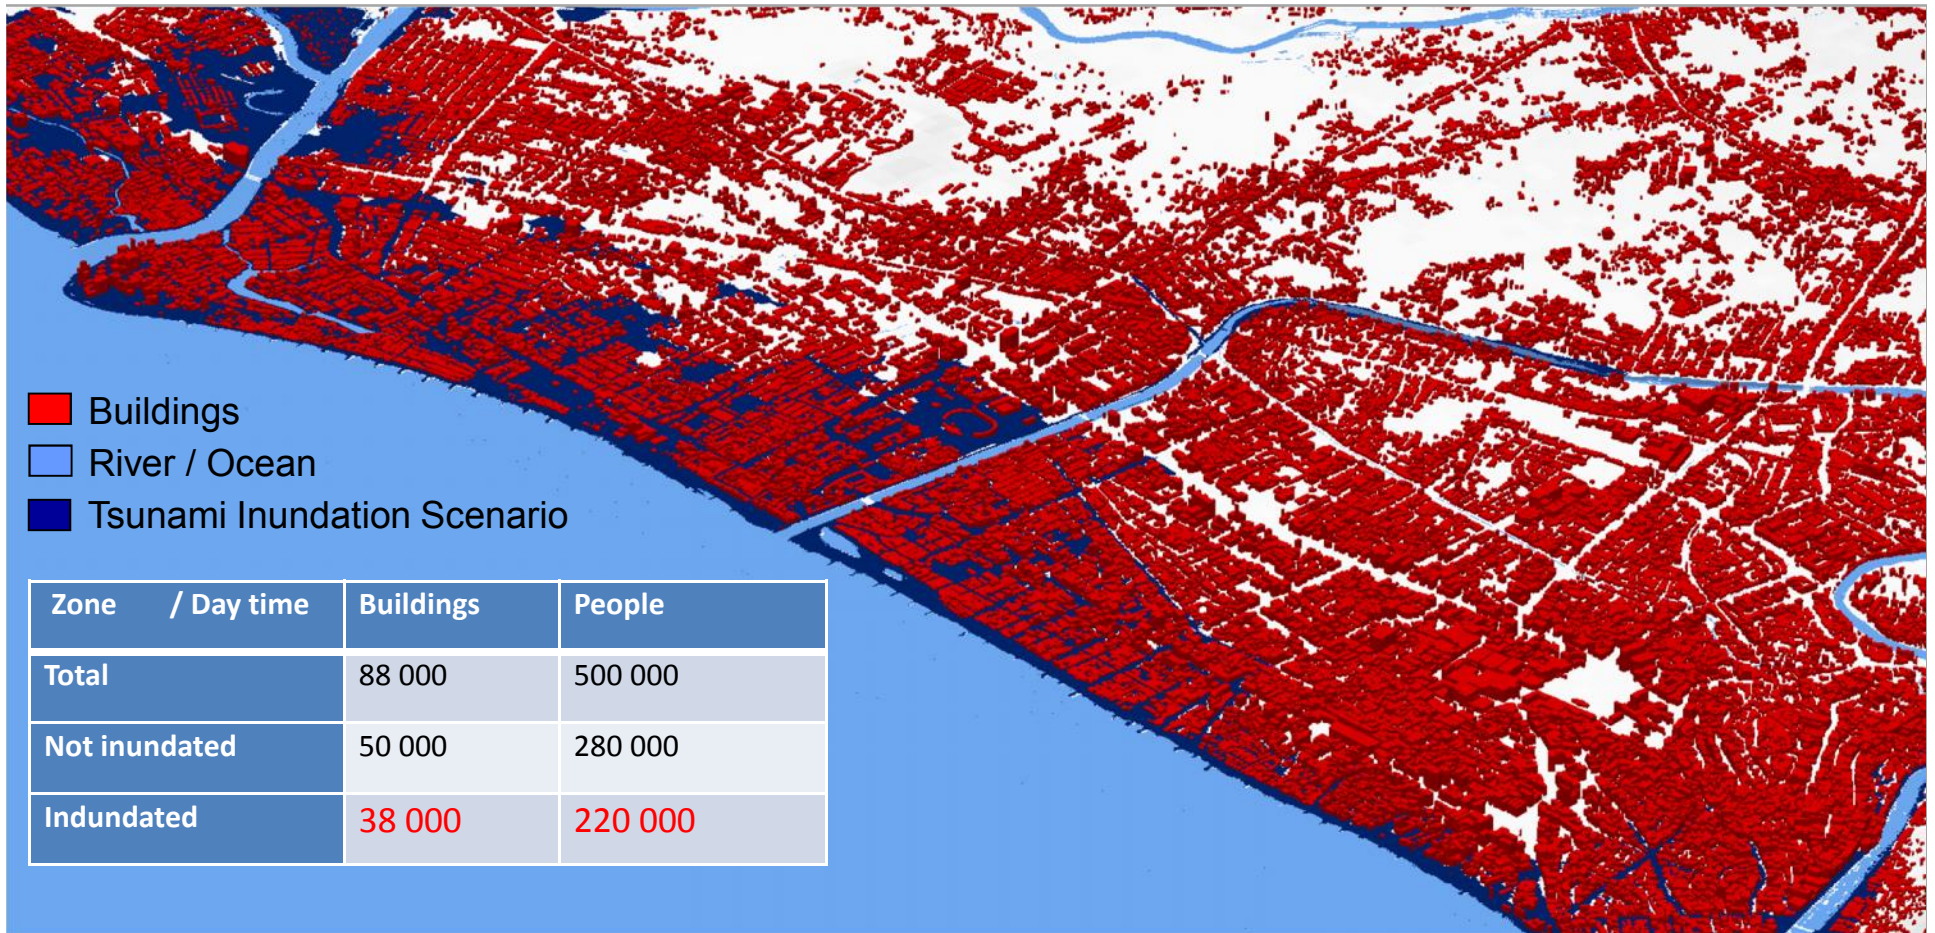 Buildings
River / Ocean
Tsunami Inundation Scenario
Zone / Day time Buildings People
Total 88 000 500 000
Not inundated 50 000 280 000
Indundated 38 000 220 000